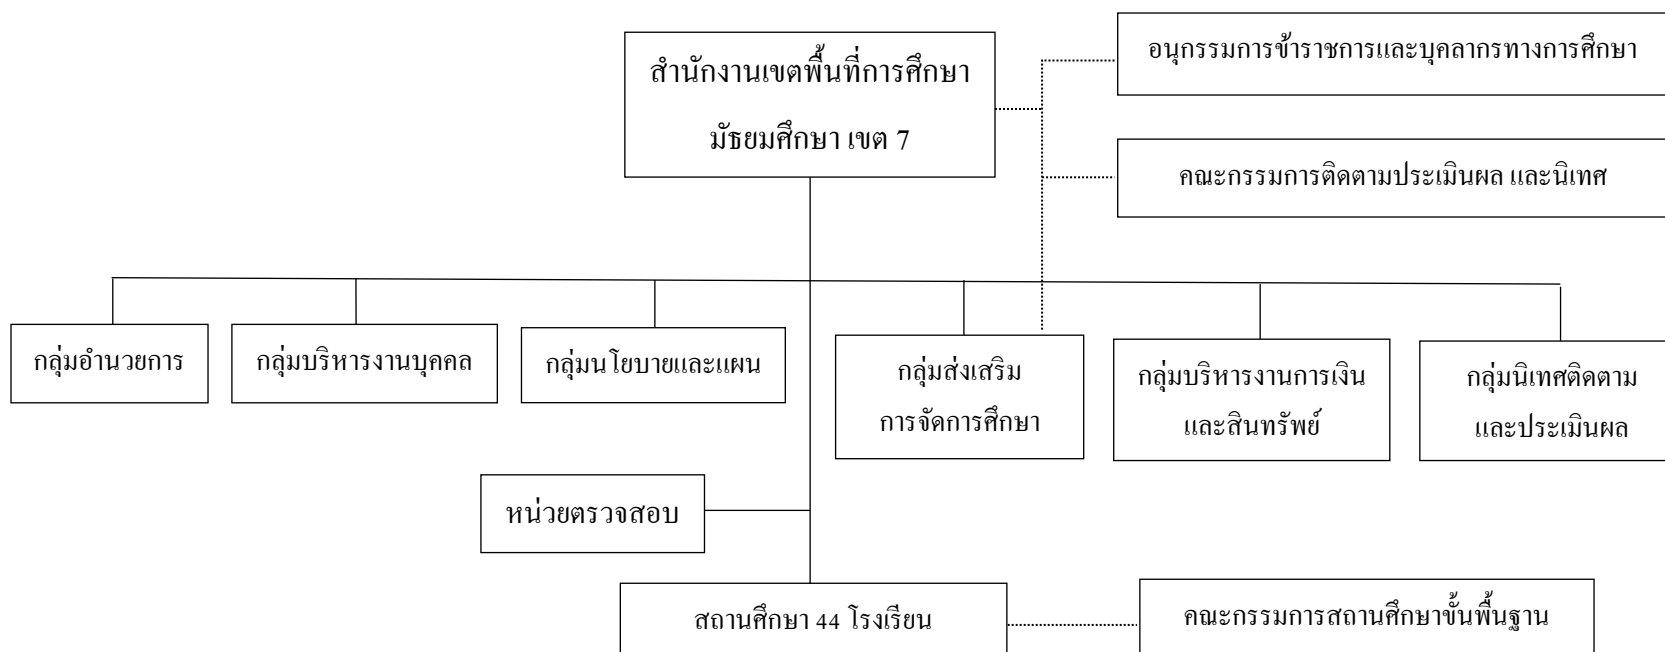 อนุกรรมการข้าราชการและบุคลากรทางการศึกษา
สำนักงานเขตพื้นที่การศึกษา
มัธยมศึกษา เขต 7
คณะกรรมการติดตามประเมินผล และนิเทศ
กลุ่มอำนวยการ
กลุ่มบริหารงานบุคคล
กลุ่มนโยบายและแผน
กลุ่มส่งเสริม
การจัดการศึกษา
กลุ่มบริหารงานการเงิน
และสินทรัพย์
กลุ่มนิเทศติดตาม
และประเมินผล
หน่วยตรวจสอบ
สถานศึกษา 44 โรงเรียน
คณะกรรมการสถานศึกษาขั้นพื้นฐาน